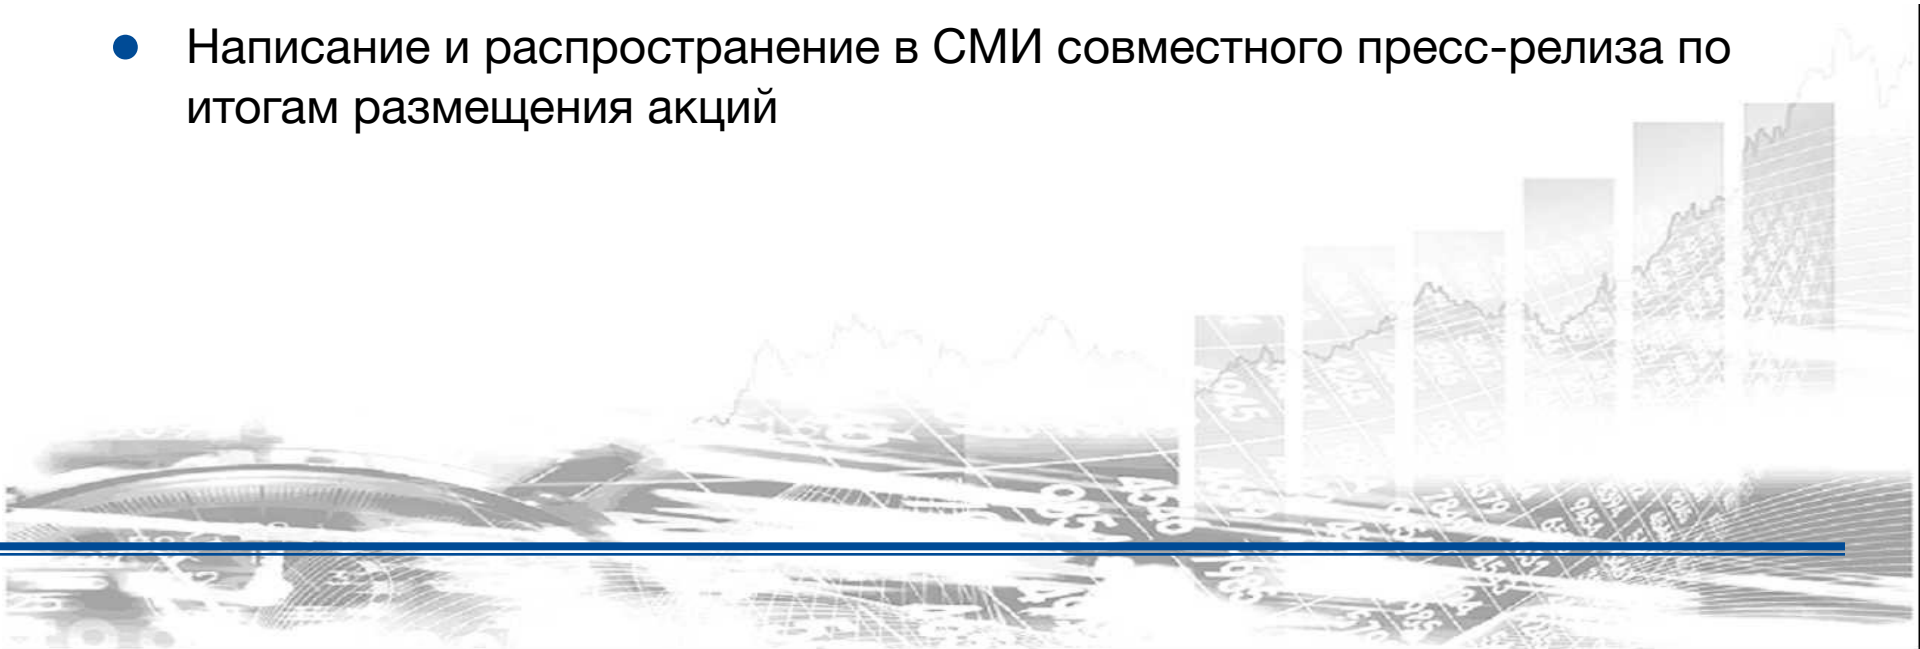 ● Написание и распространение в СМИ совместного пресс-релиза по
итогам размещения акций